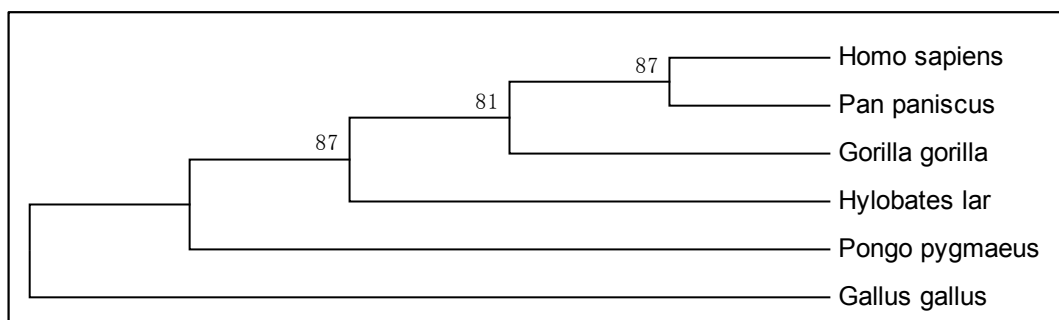 87
Homo sapiens
81
Pan paniscus
87
Gorilla gorilla
Hylobates lar
Pongo pygmaeus
Gallus gallus